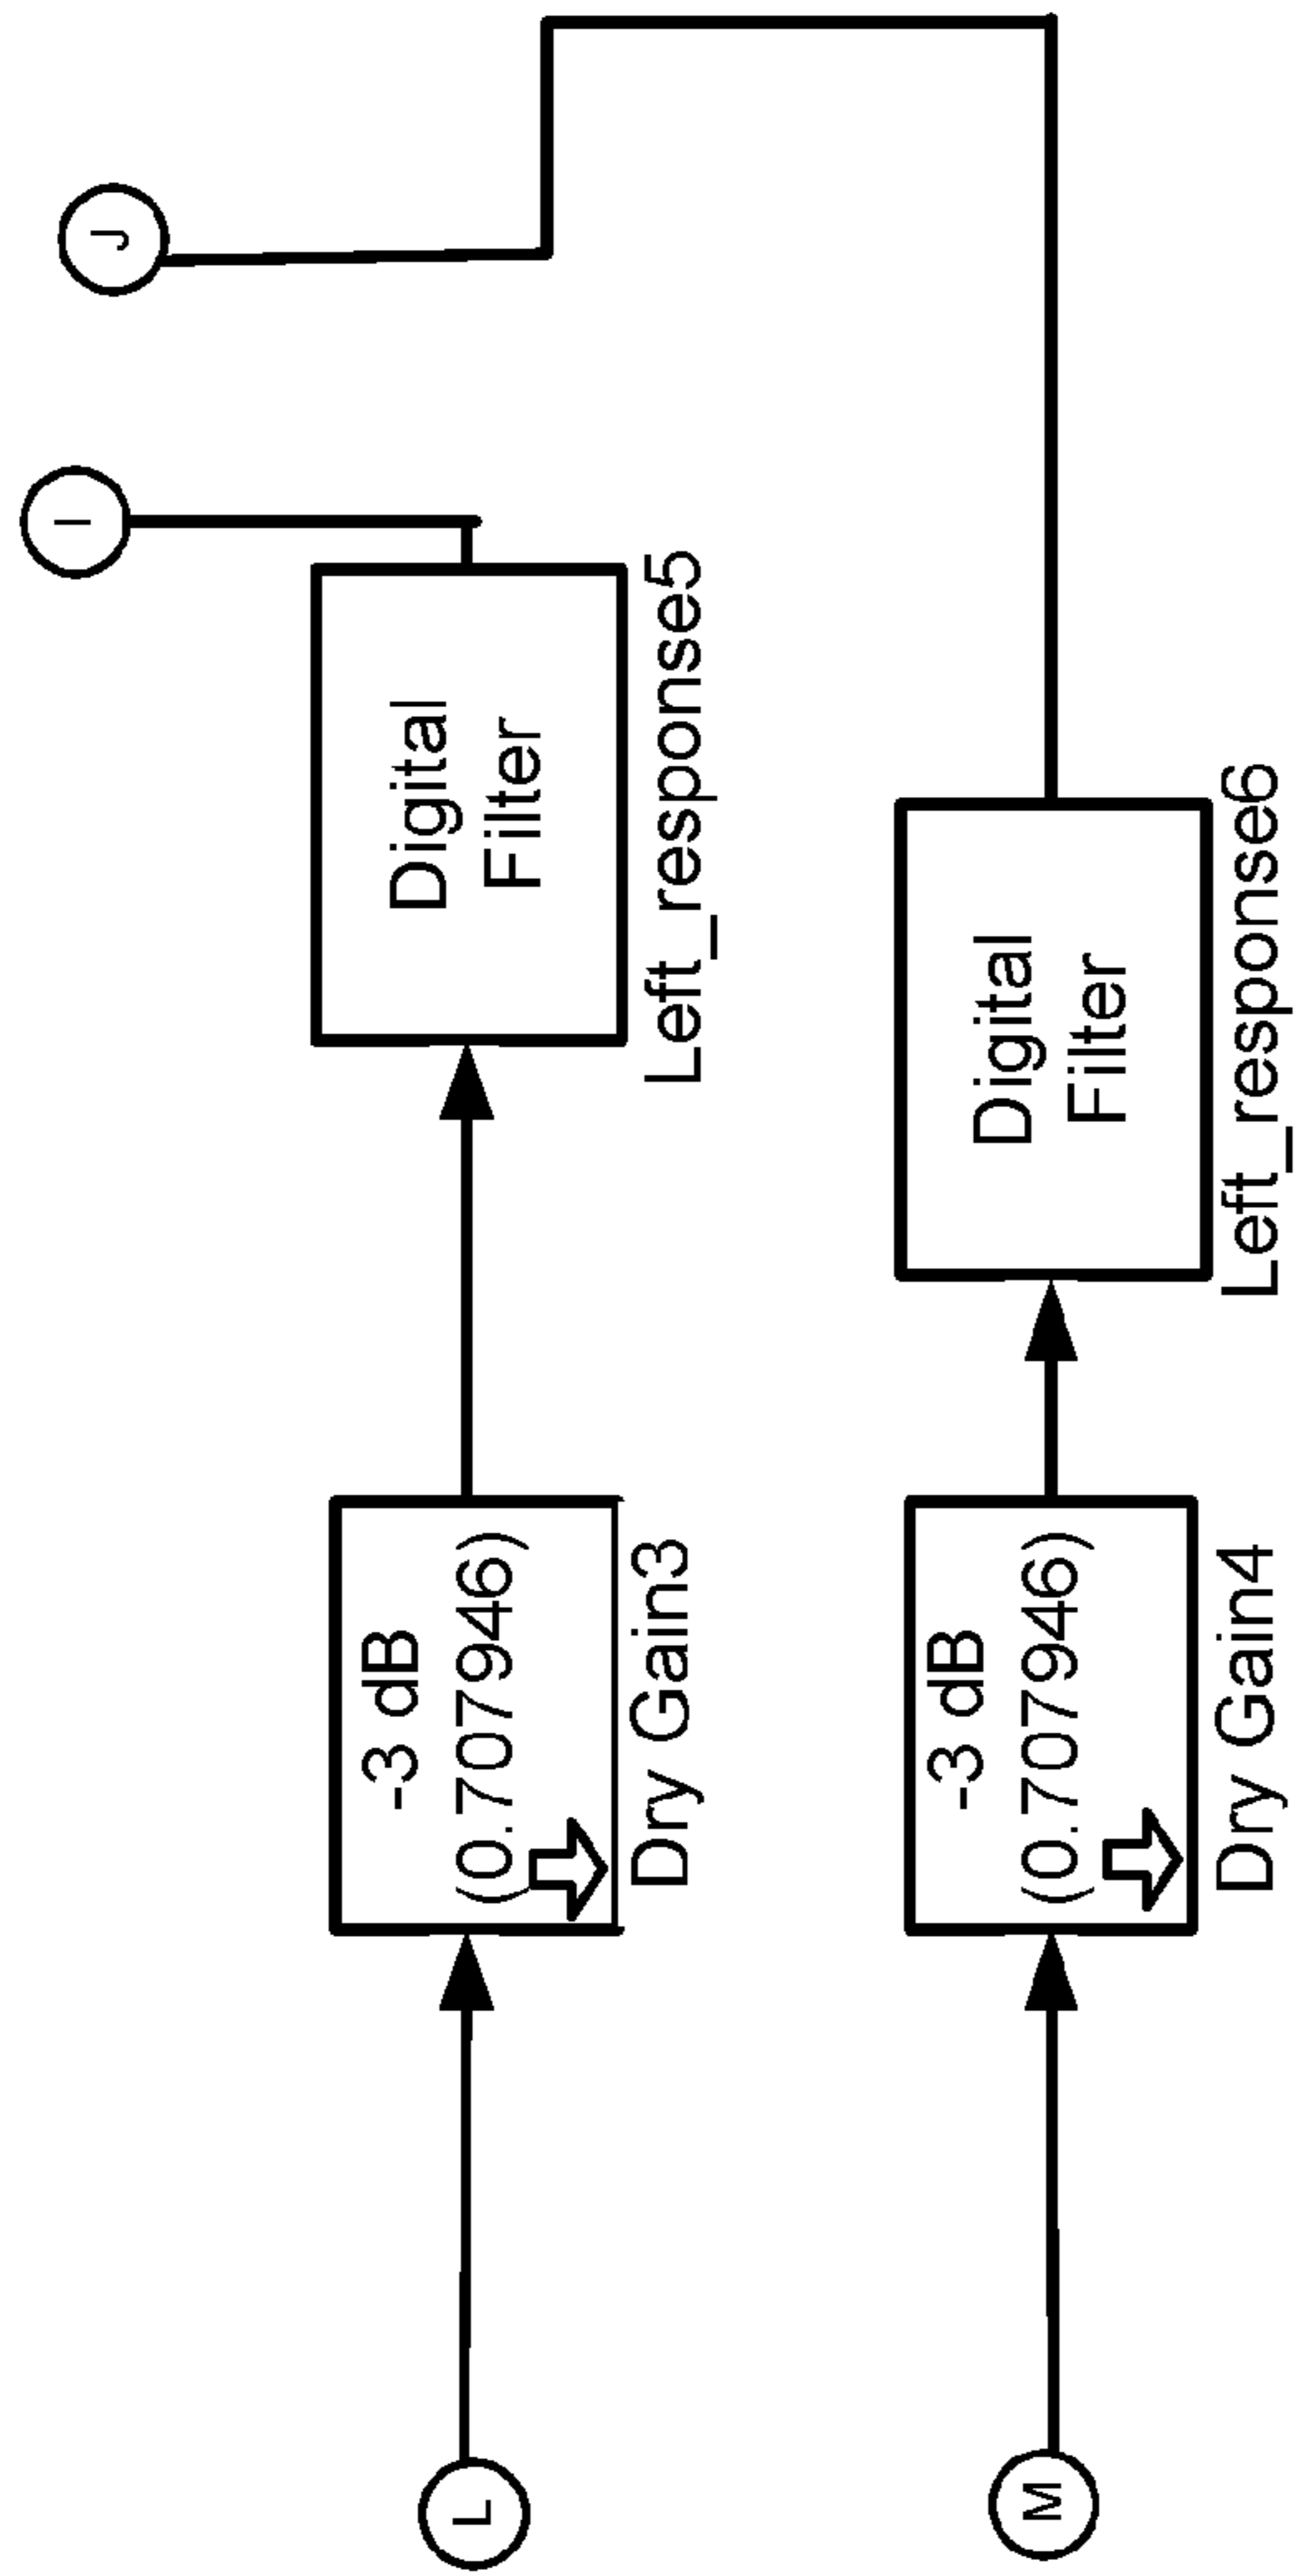 I
J
L
-3 dB
(0.707946)
Dry Gain3
Digital
Filter
Left_response5
M
-3 dB
(0.707946)
Dry Gain4
Digital
Filter
Left_response6